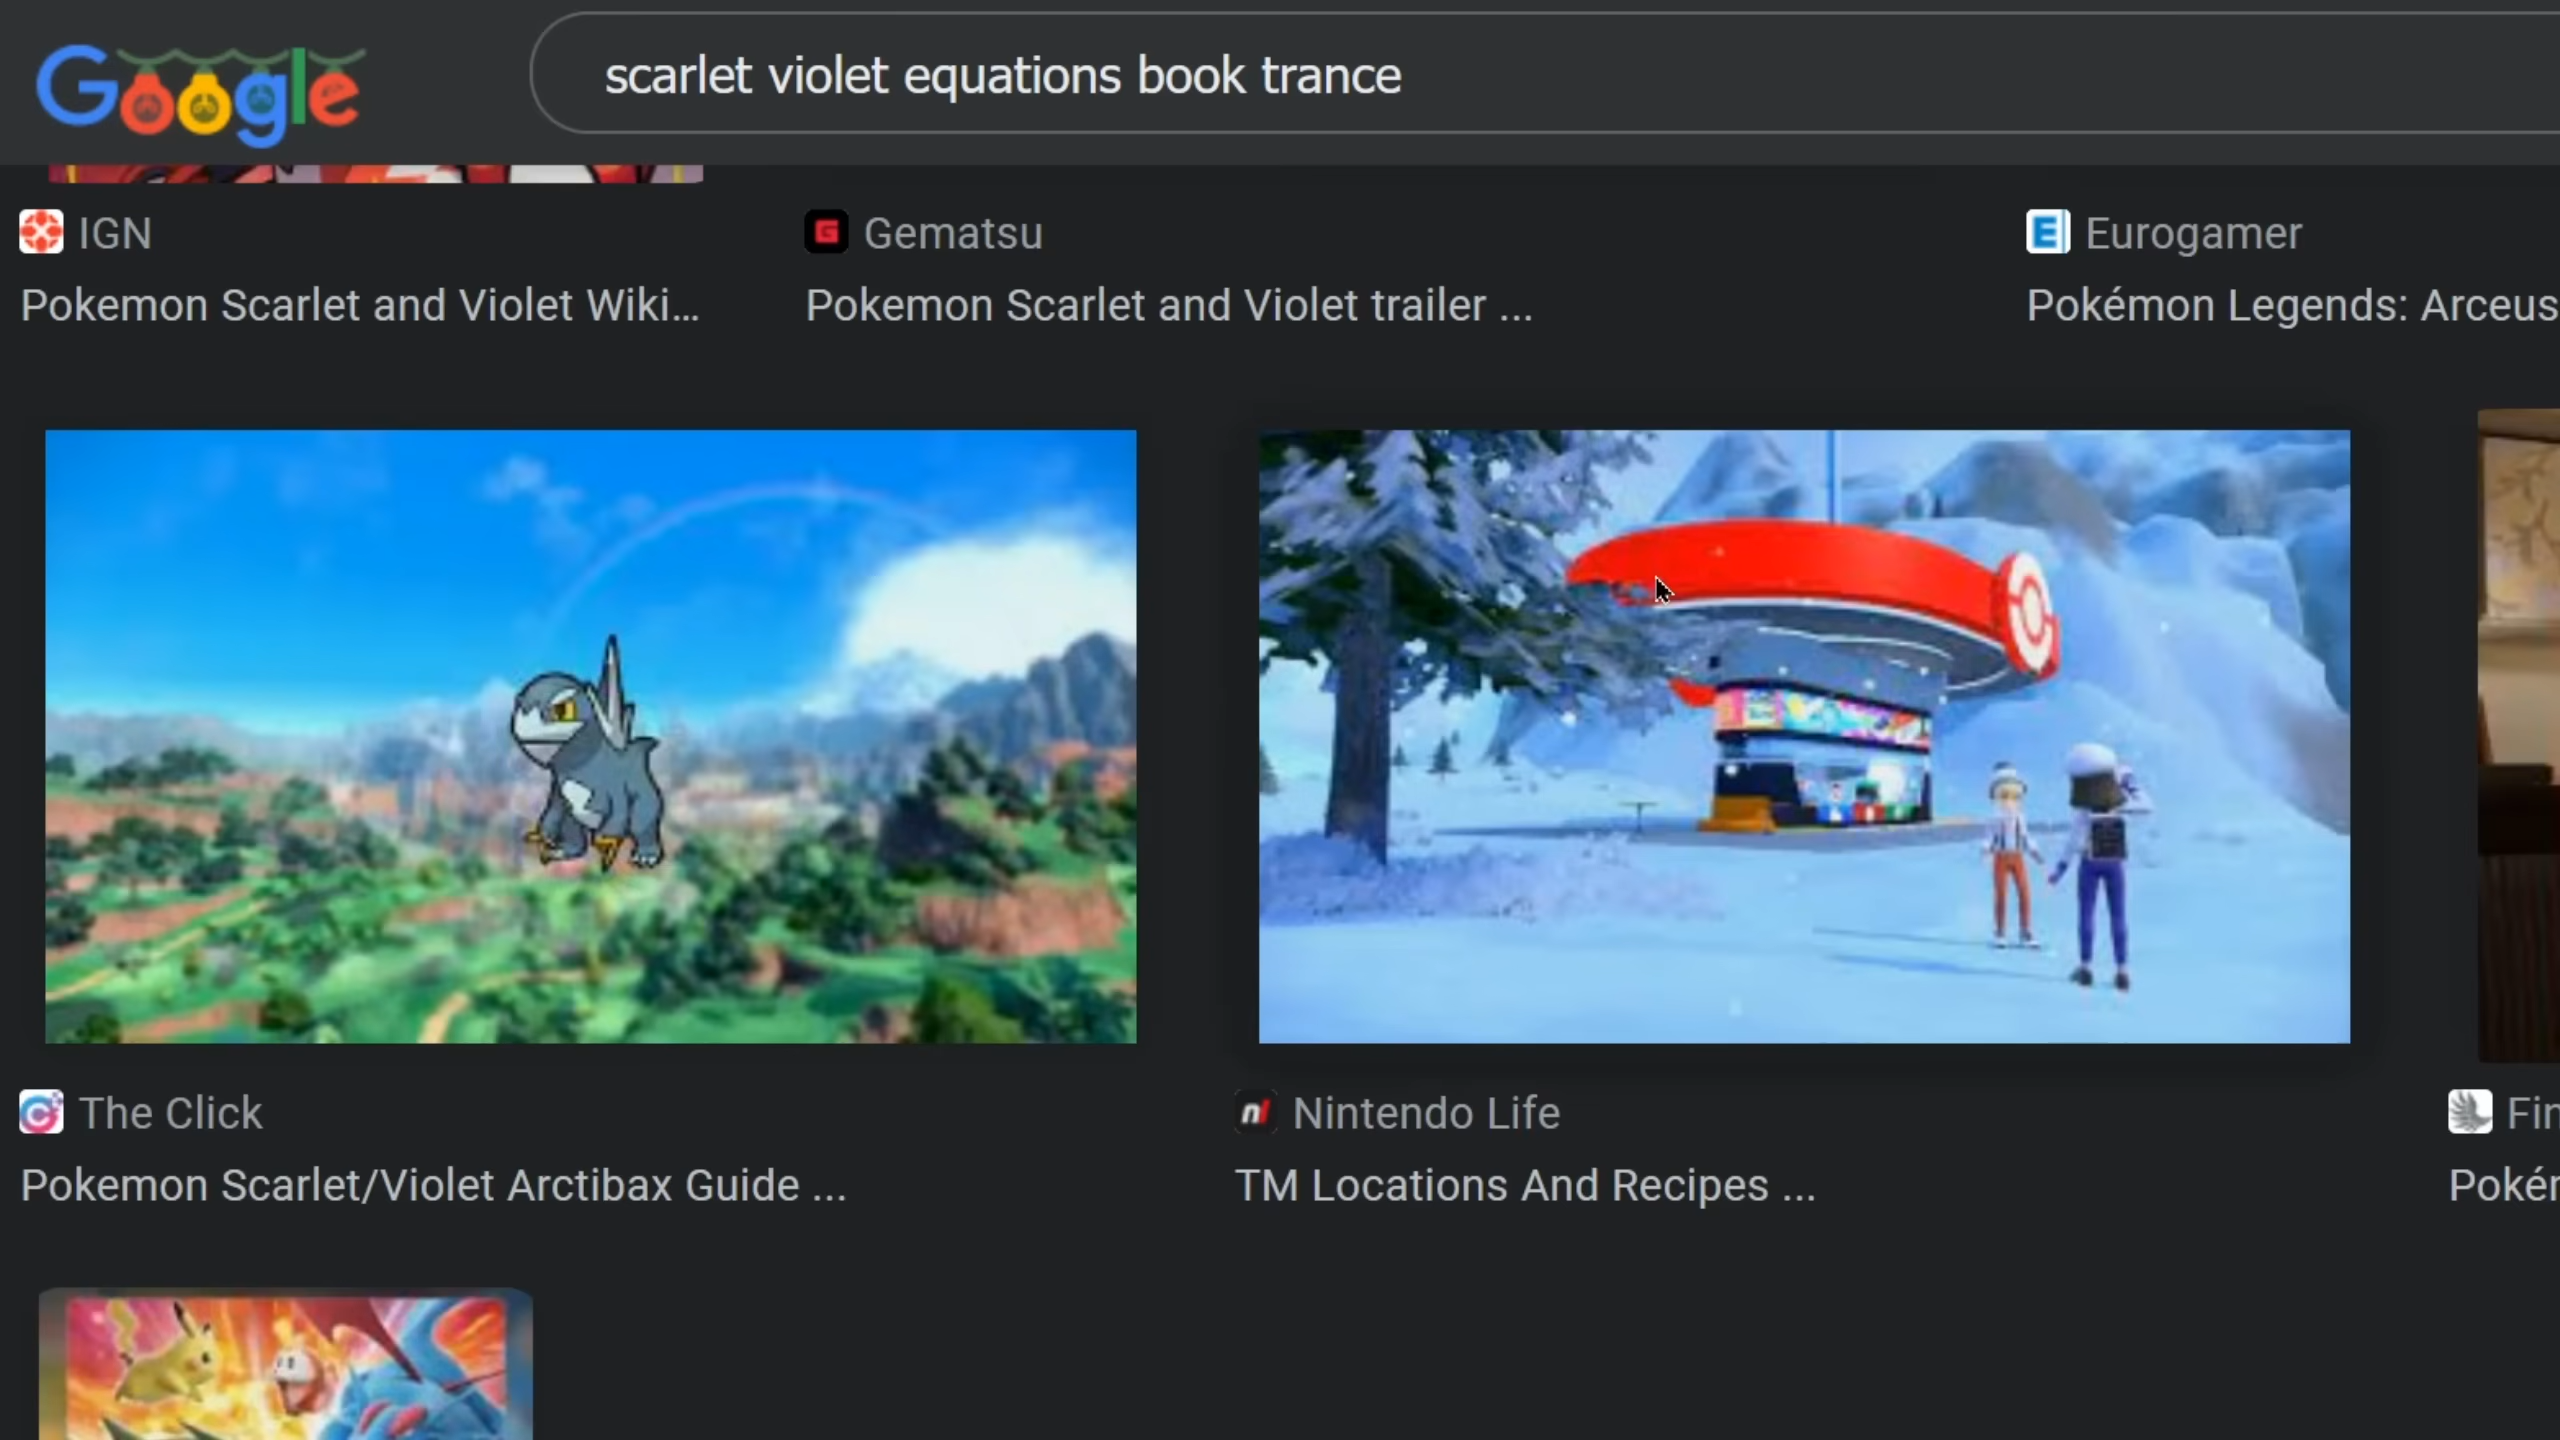 Google
scarlet violet equations book trance
IGN
Pokemon Scarlet and Violet Wiki...
Gematsu
Pokemon Scarlet and Violet trailer ...
Eurogamer
Pokémon Legends: Arceus
The Click
Pokemon Scarlet/Violet Arctibax Guide ...
Nintendo Life
TM Locations And Recipes ...